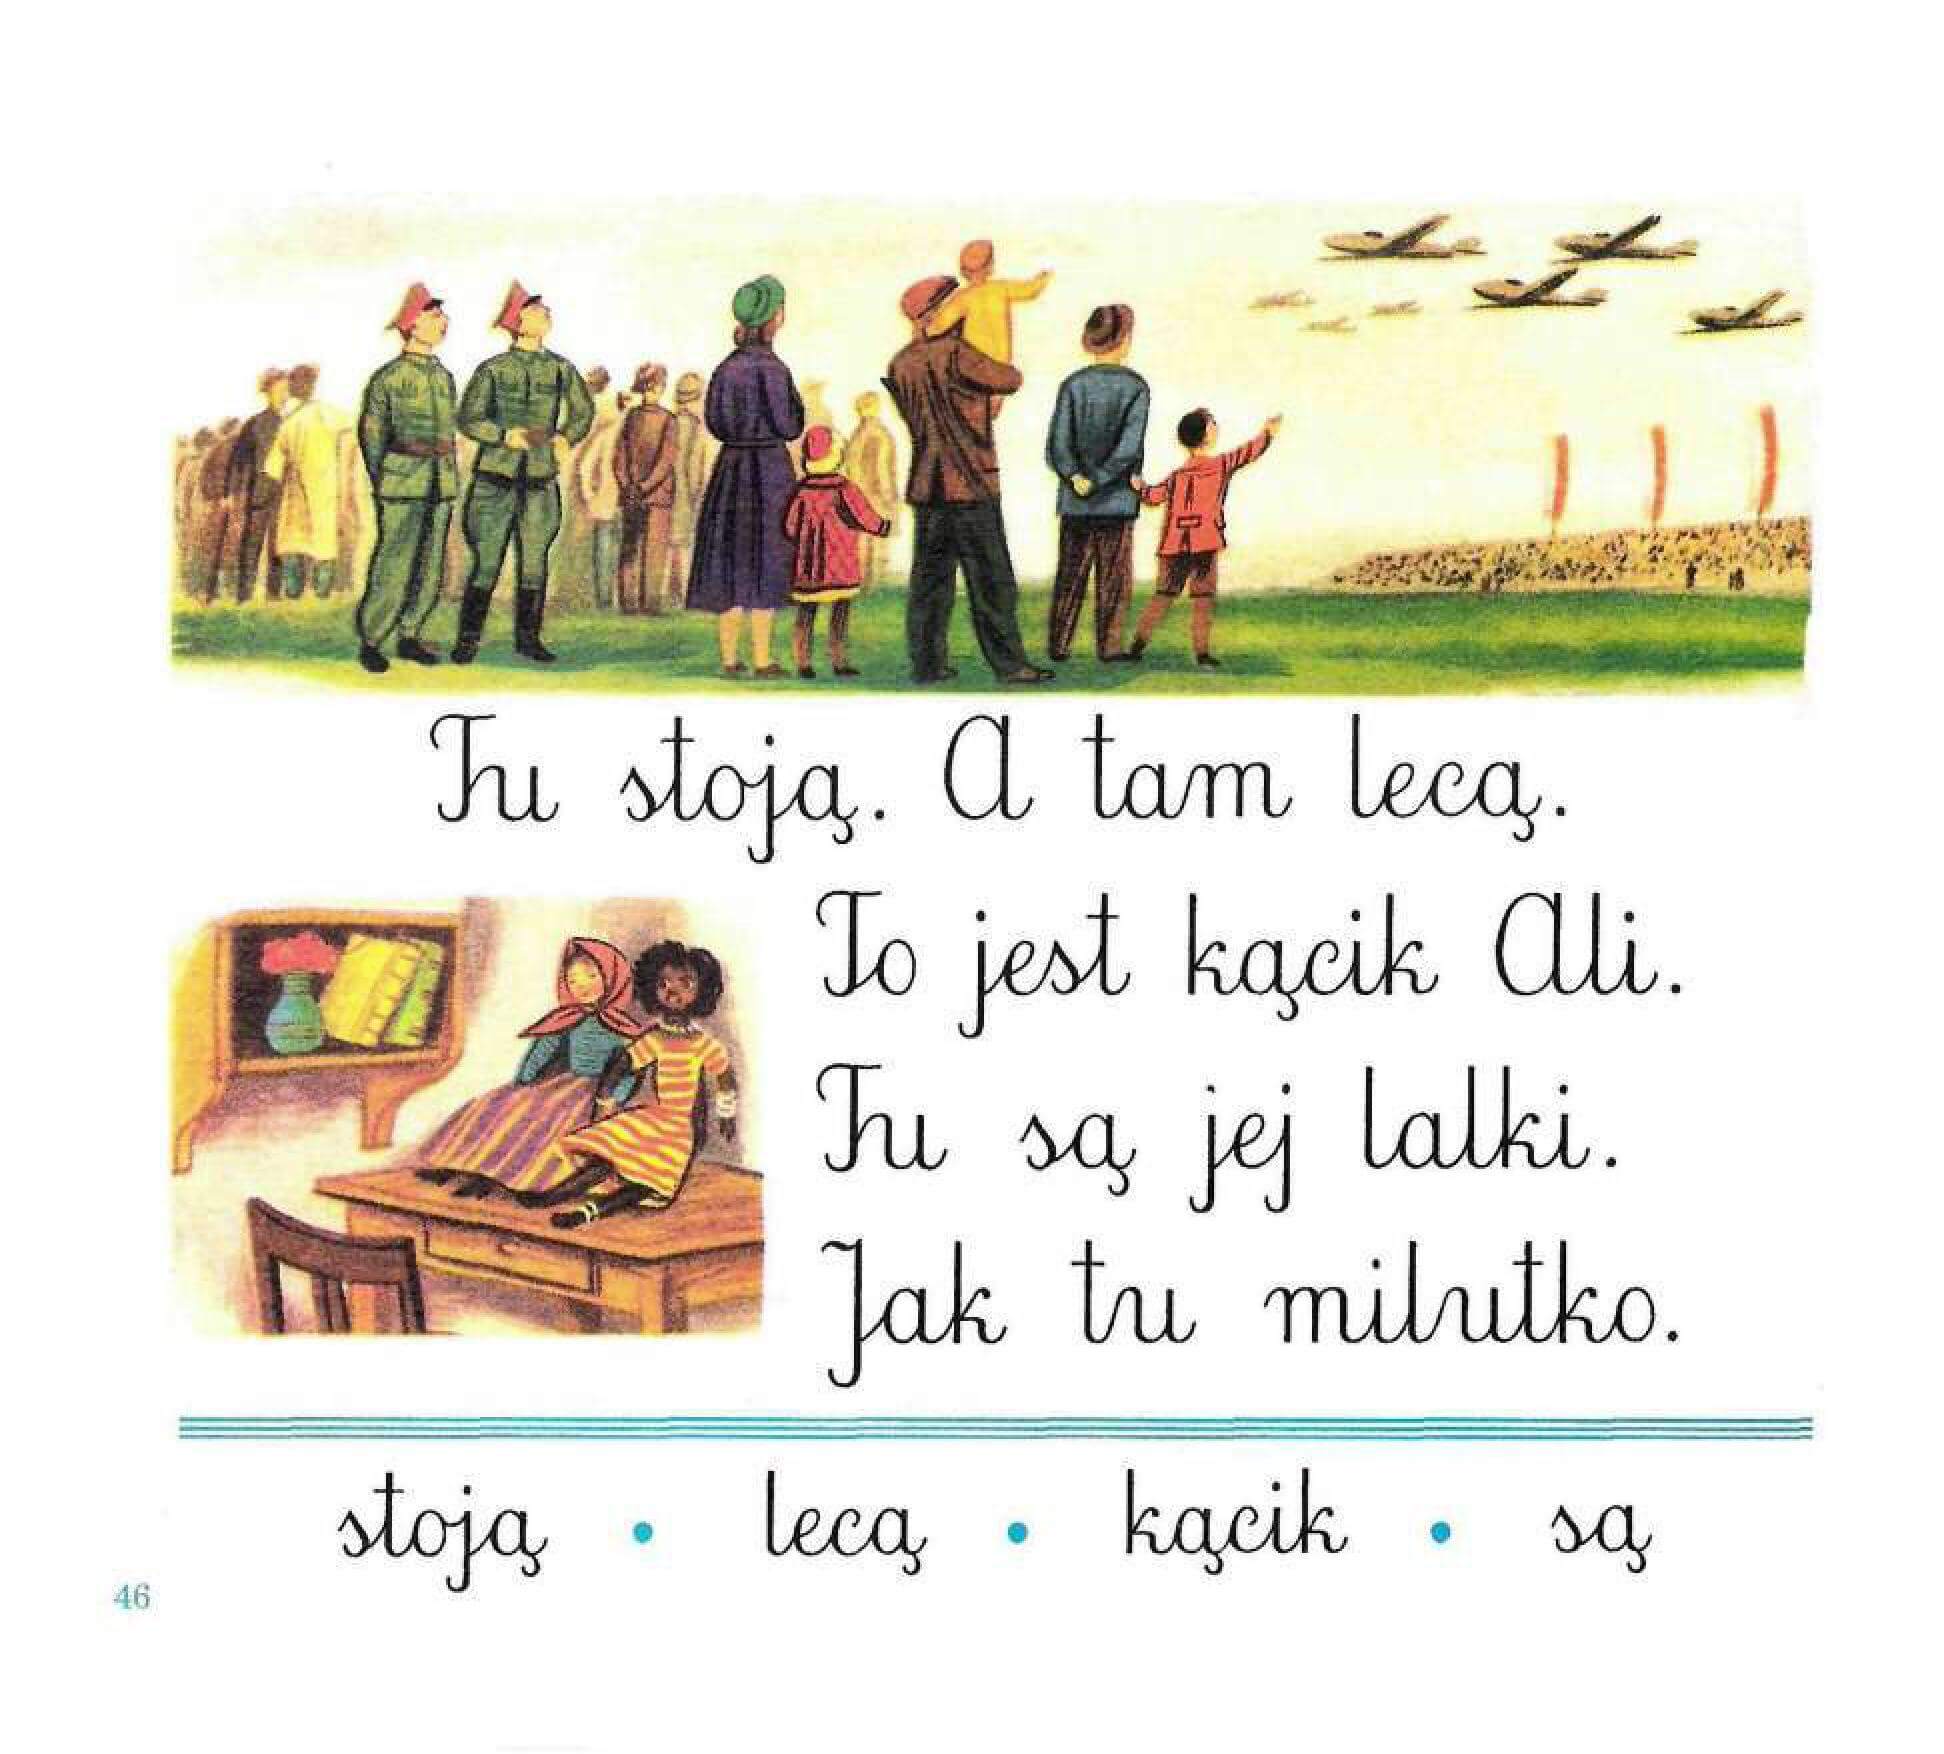 Tu stoją. A tam lecą.
To jest kącik Ali.
Tu są jej lalki.
Jak tu milutko.
stoją • lecą • kącik • są
46